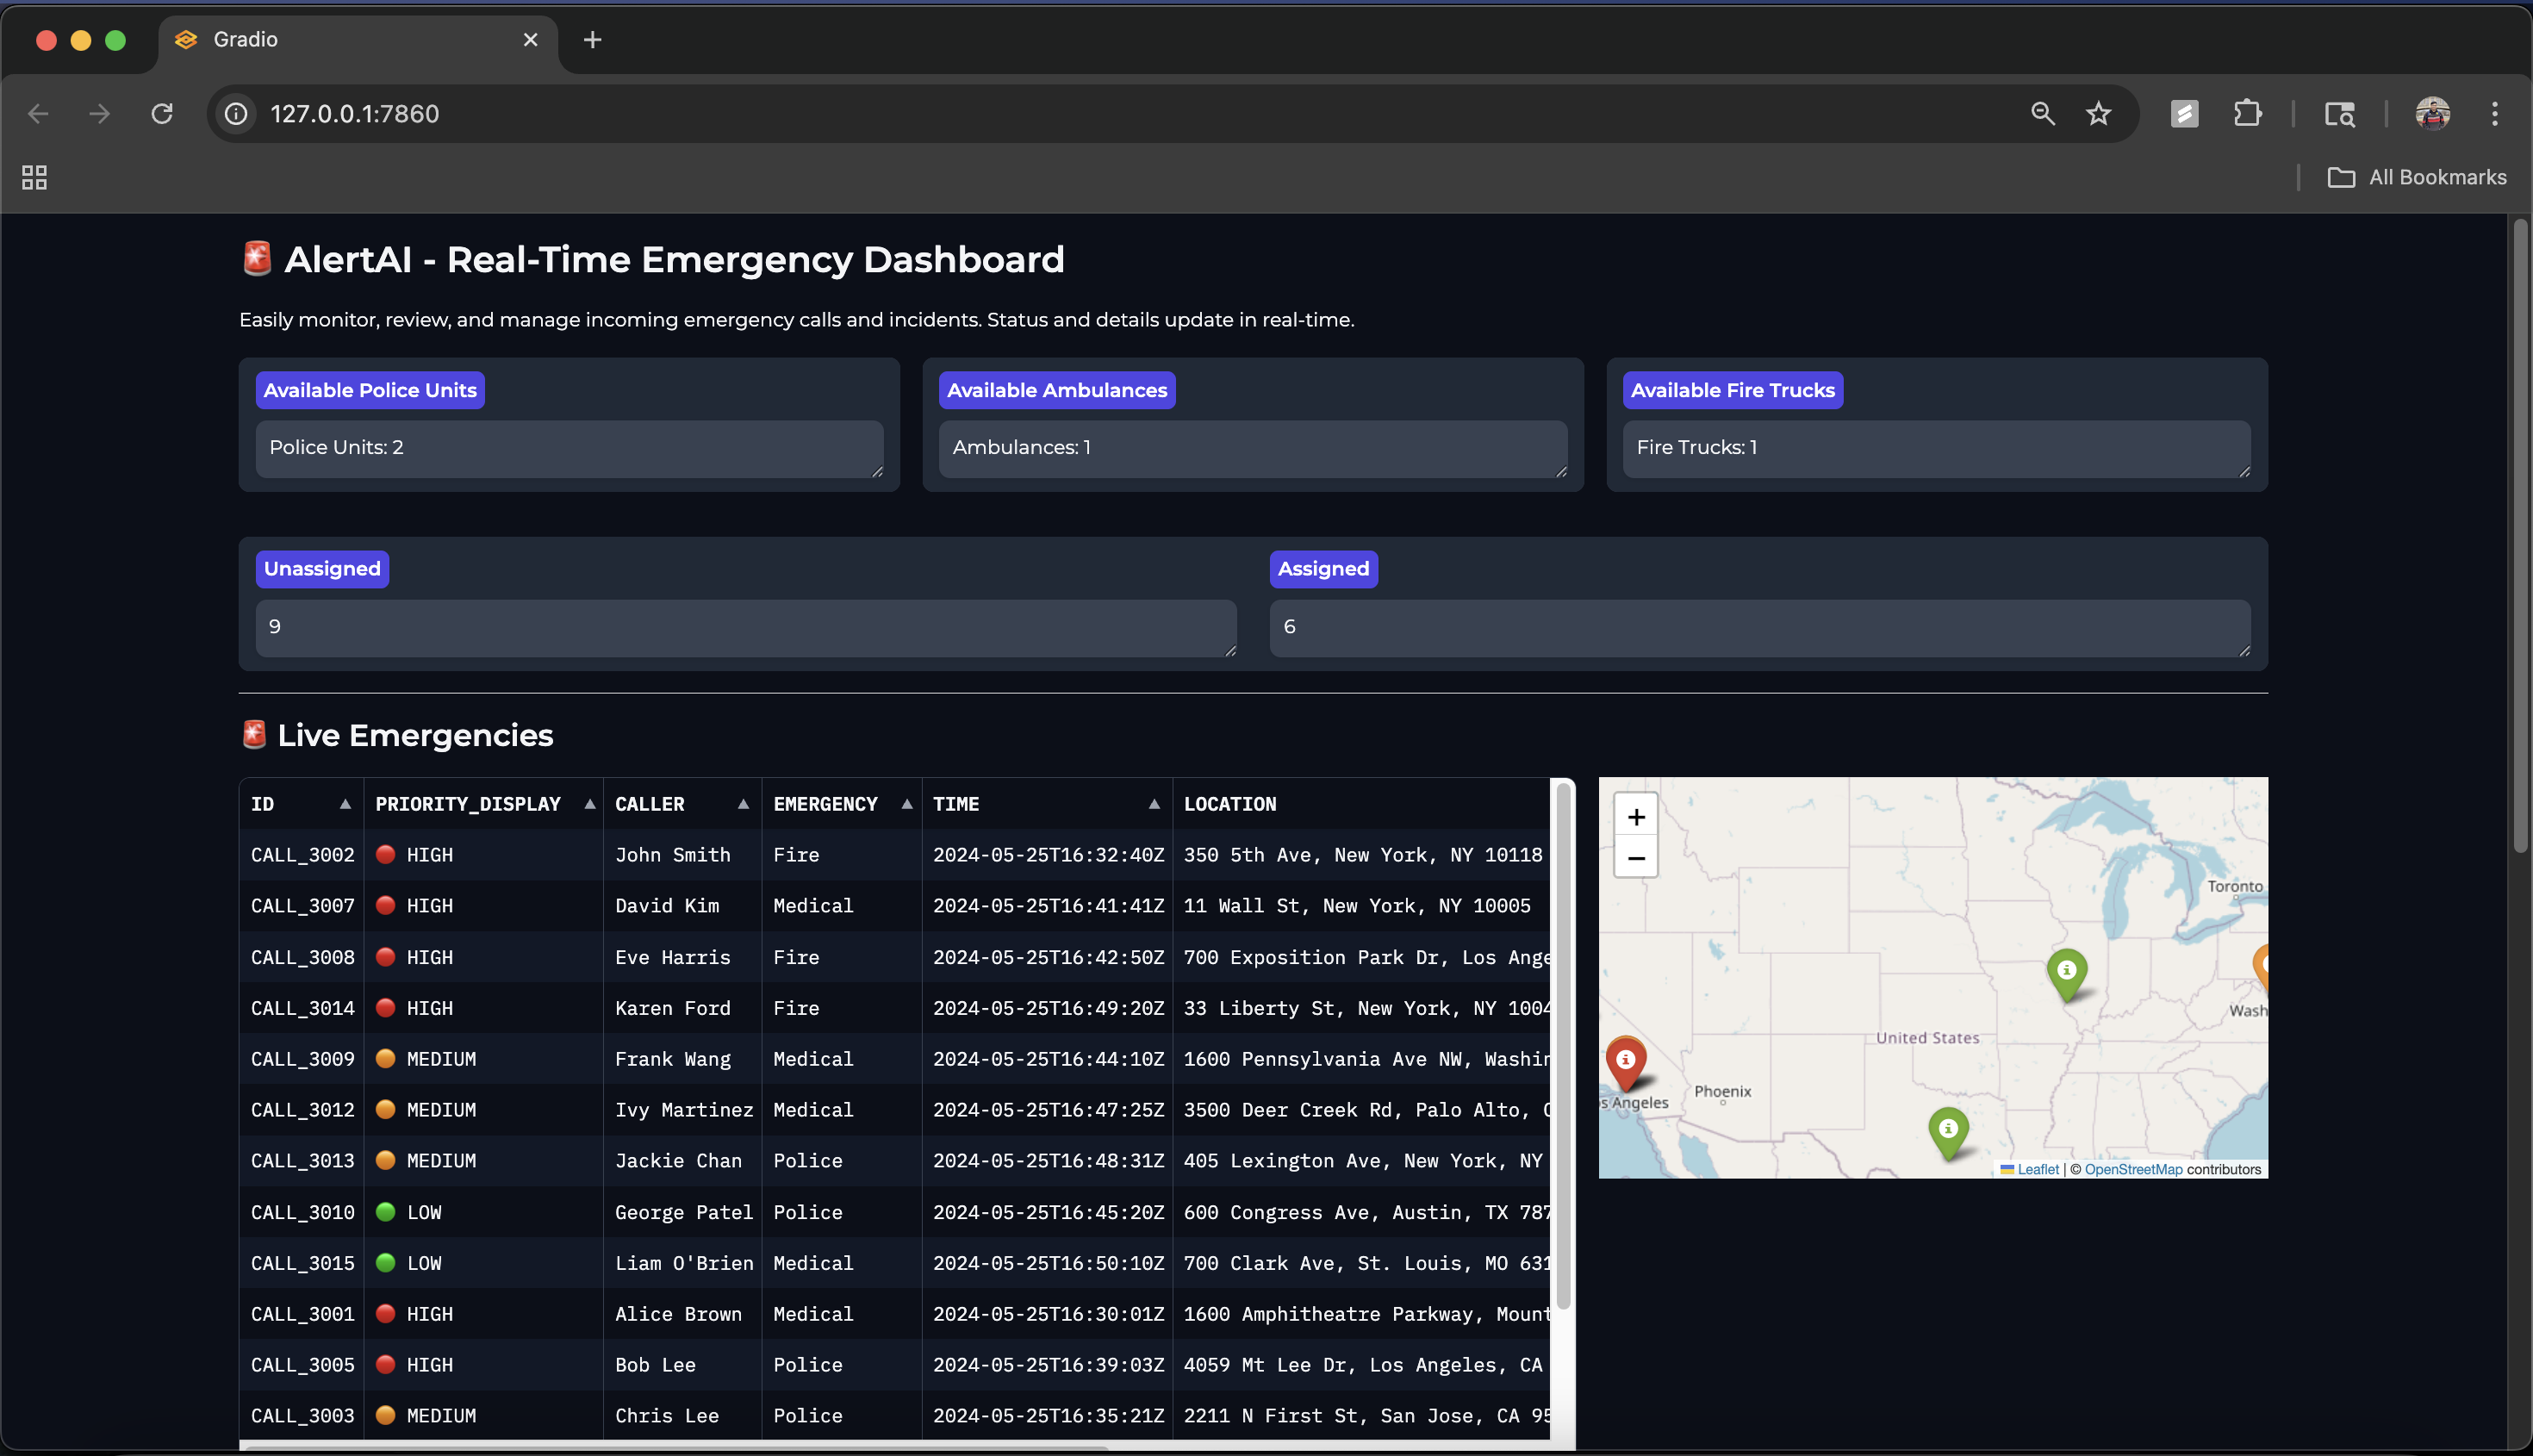 Gradio
127.0.0.1:7860
All Bookmarks
AlertAI - Real-Time Emergency Dashboard
Easily monitor, review, and manage incoming emergency calls and incidents. Status and details update in real-time.
Available Police Units
Police Units: 2
Available Ambulances
Ambulances: 1
Available Fire Trucks
Fire Trucks: 1
Unassigned
9
Assigned
6
Live Emergencies
ID PRIORITY_DISPLAY CALLER EMERGENCY TIME LOCATION
CALL_3002 HIGH John Smith Fire 2024-05-25T16:32:40Z 350 5th Ave, New York, NY 10118
CALL_3007 HIGH David Kim Medical 2024-05-25T16:41:41Z 11 Wall St, New York, NY 10005
CALL_3008 HIGH Eve Harris Fire 2024-05-25T16:42:50Z 700 Exposition Park Dr, Los Ange
CALL_3014 HIGH Karen Ford Fire 2024-05-25T16:49:20Z 33 Liberty St, New York, NY 1004
CALL_3009 MEDIUM Frank Wang Medical 2024-05-25T16:44:10Z 1600 Pennsylvania Ave NW, Washin
CALL_3012 MEDIUM Ivy Martinez Medical 2024-05-25T16:47:25Z 3500 Deer Creek Rd, Palo Alto,
CALL_3013 MEDIUM Jackie Chan Police 2024-05-25T16:48:31Z 405 Lexington Ave, New York, NY
CALL_3010 LOW George Patel Police 2024-05-25T16:45:20Z 600 Congress Ave, Austin, TX 787
CALL_3015 LOW Liam O'Brien Medical 2024-05-25T16:50:10Z 700 Clark Ave, St. Louis, MO 631
CALL_3001 HIGH Alice Brown Medical 2024-05-25T16:30:01Z 1600 Amphitheatre Parkway, Mount
CALL_3005 HIGH Bob Lee Police 2024-05-25T16:39:03Z 4059 Mt Lee Dr, Los Angeles, CA
CALL_3003 MEDIUM Chris Lee Police 2024-05-25T16:35:21Z 2211 N First St, San Jose, CA 95
+
−
Toronto
Wash
United States
Phoenix
s Angeles
Leaflet | © OpenStreetMap contributors